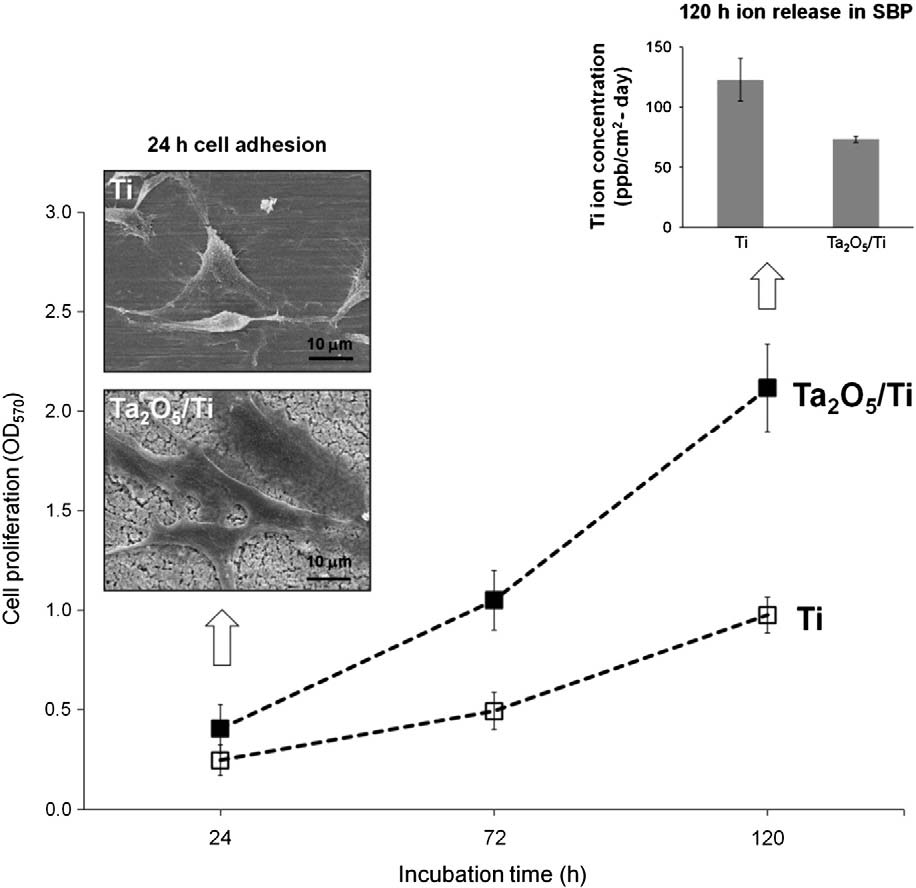 120 h ion release in SBP
Ti ion concentration
(ppb/cm²- day)
150
100
50
0
Ti
Ta₂O₅/Ti
24 h cell adhesion
Ti
10 μm
Ta₂O₅/Ti
10 μm
Cell proliferation (OD₅₇₀)
3.0
2.5
2.0
1.5
1.0
0.5
0.0
Ta₂O₅/Ti
Ti
24
72
120
Incubation time (h)